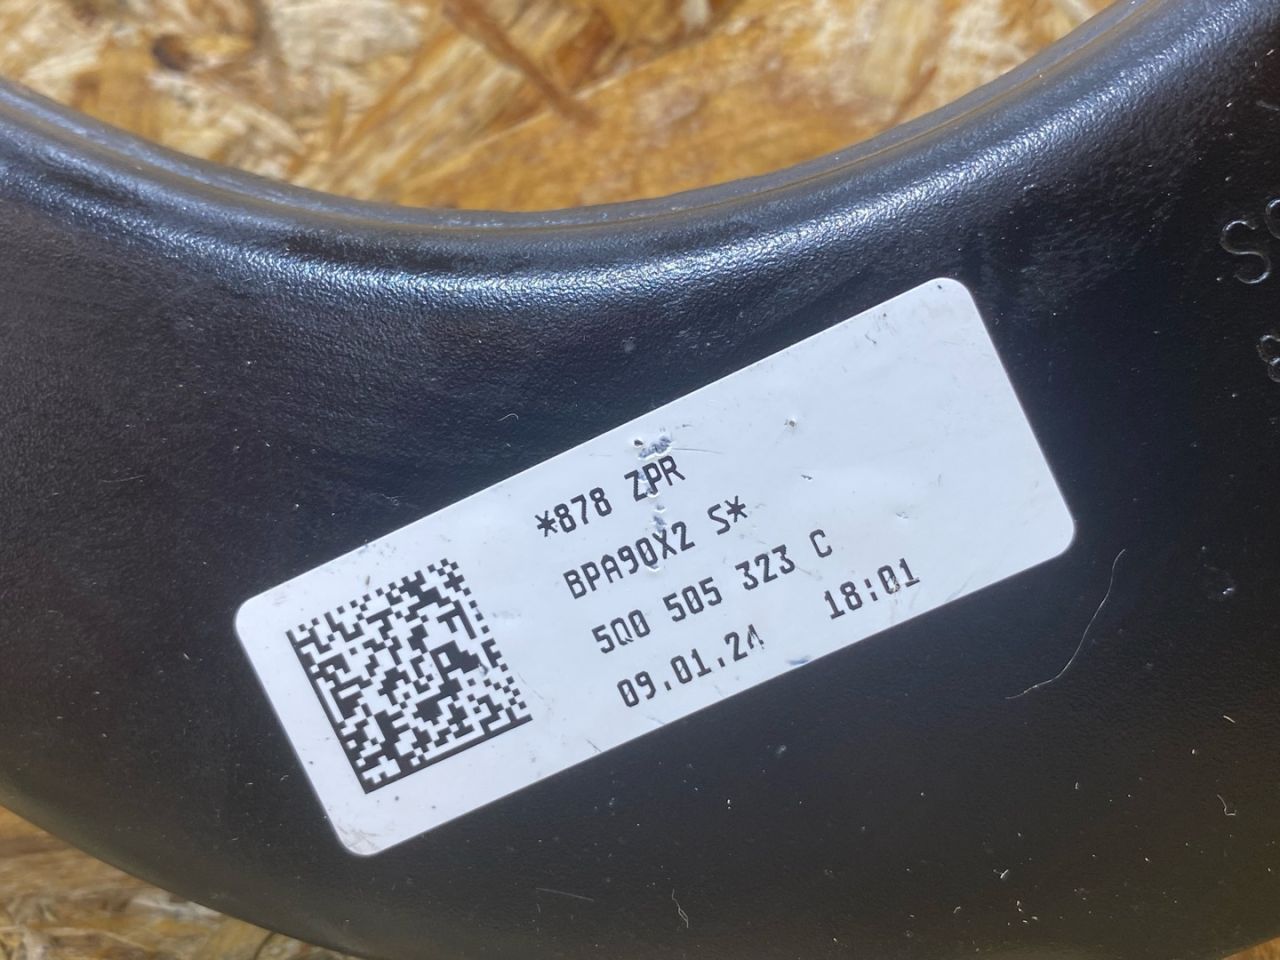 *878 ZPR
BPA90X2 S*
5Q0 505 323 C
09.01.24 18:01